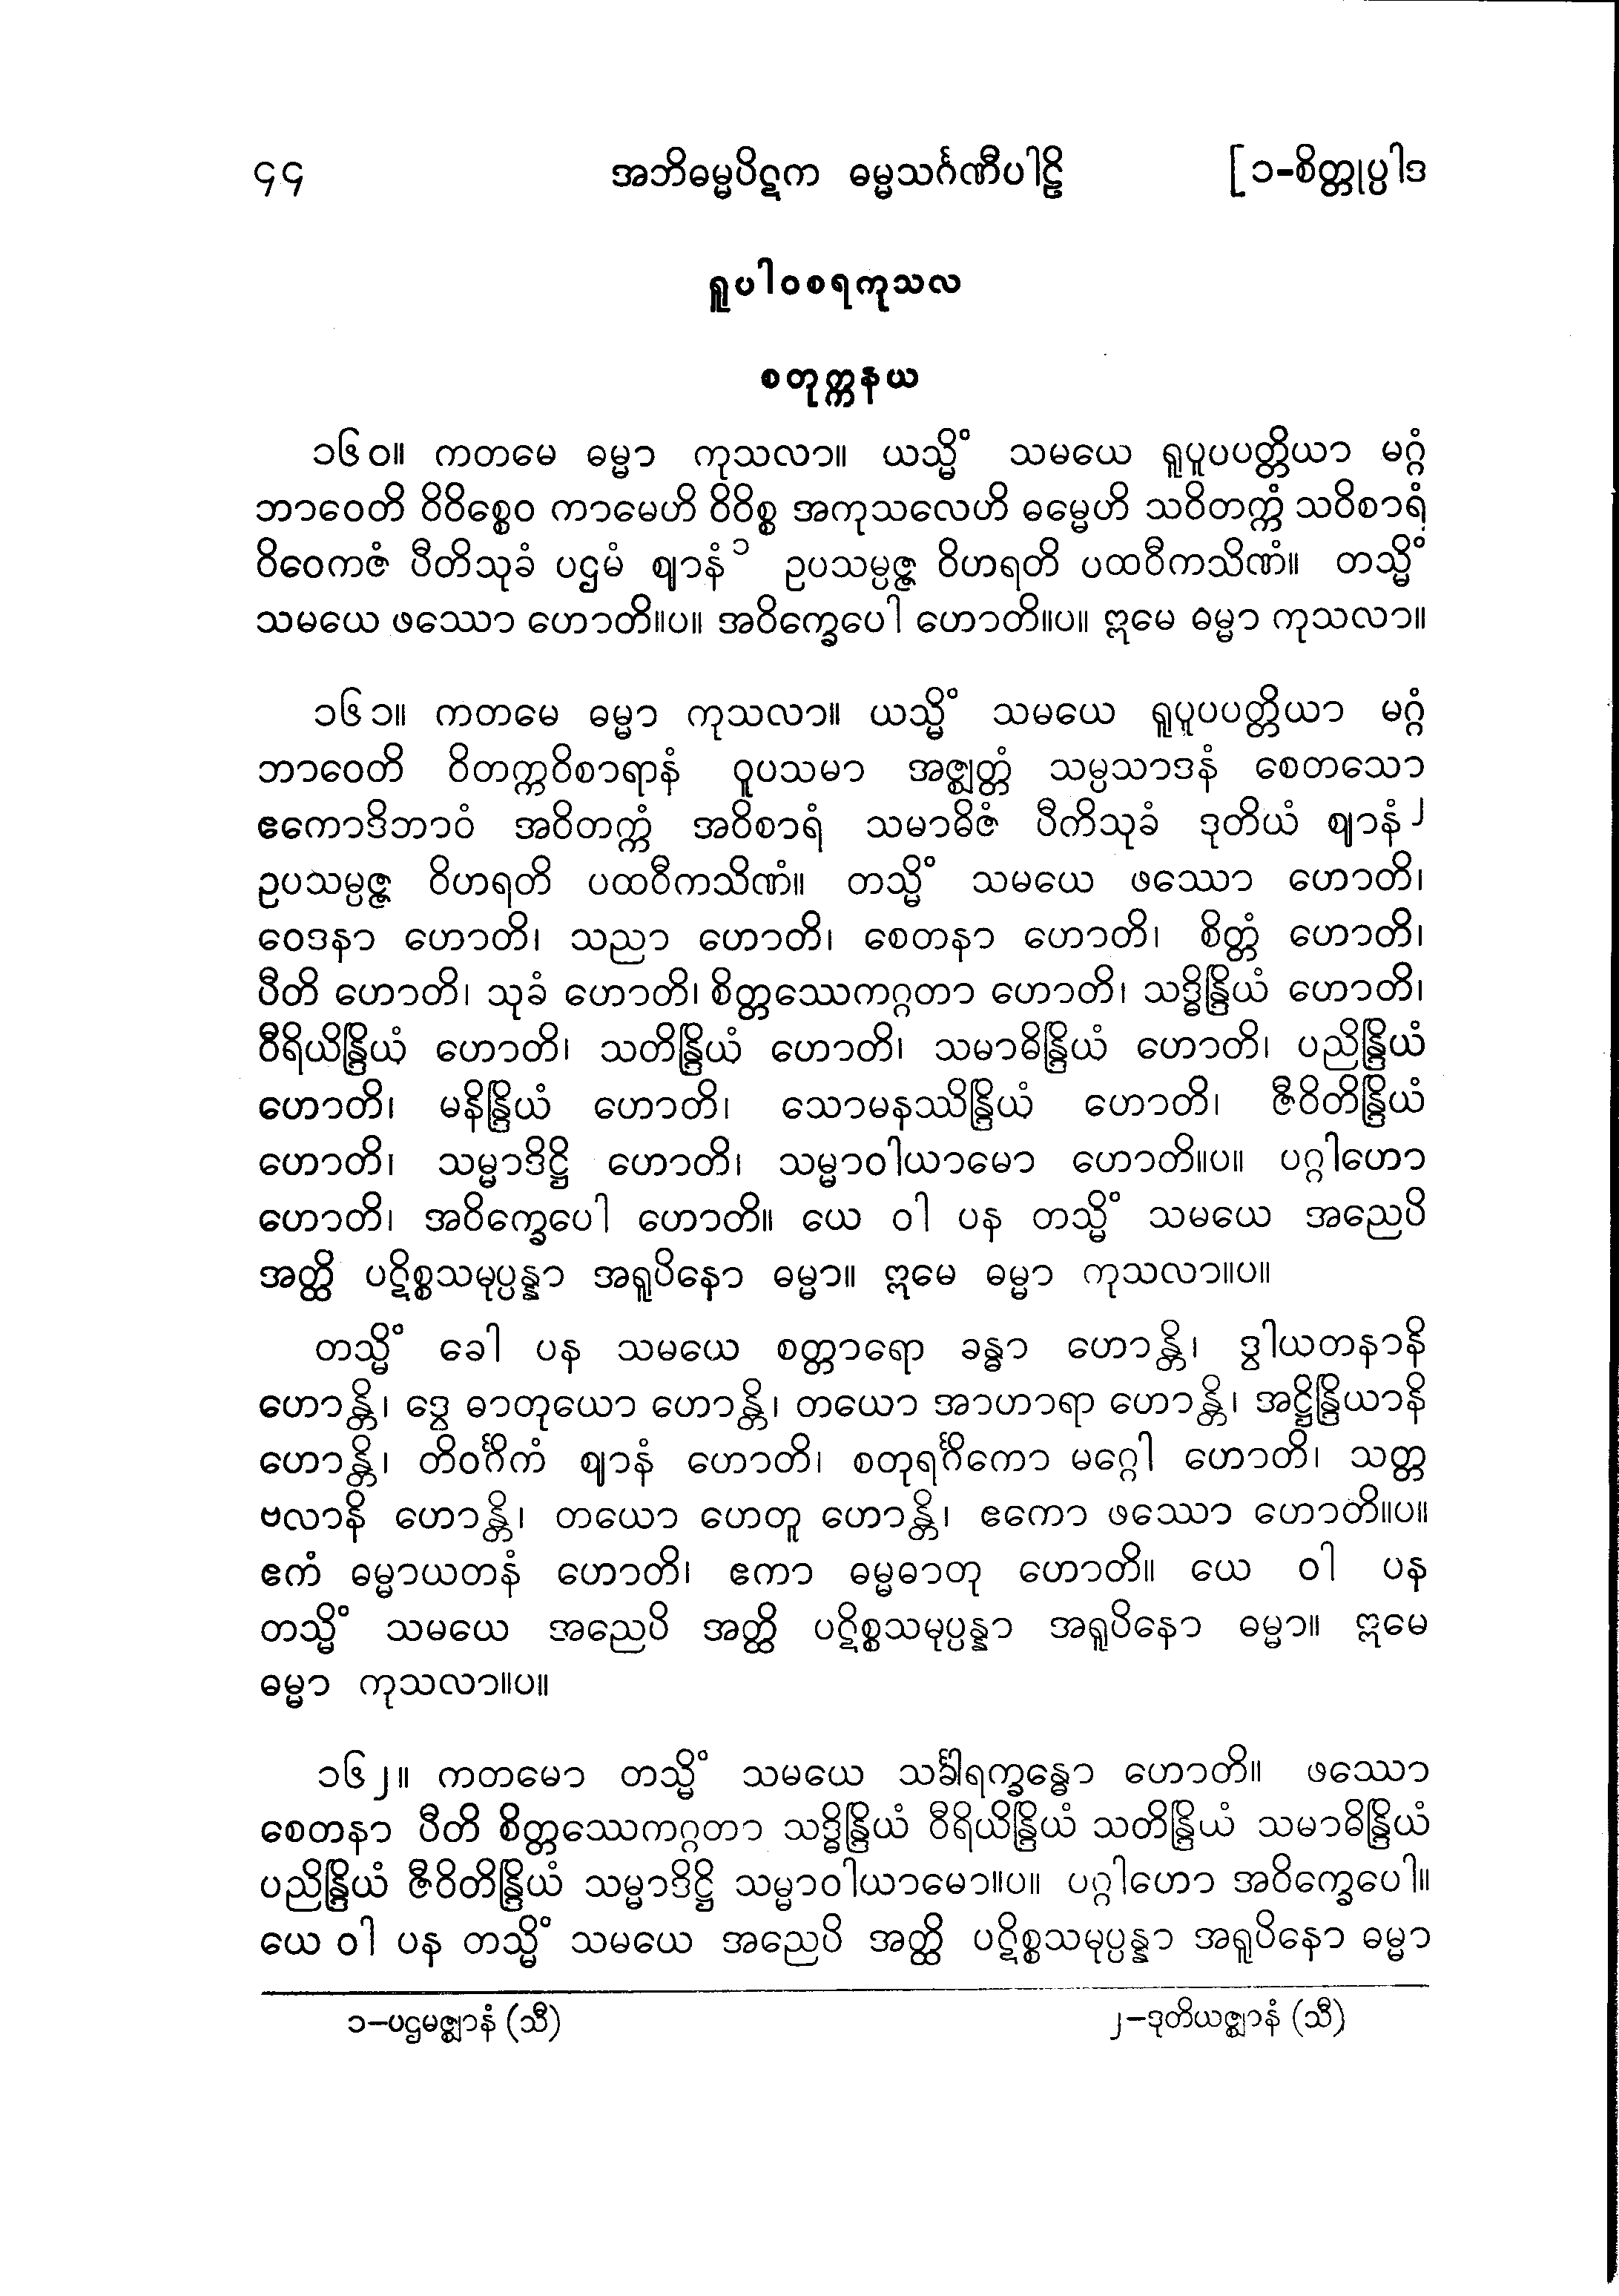 ၄၄ အဘိဓမ္မပိဋက ဓမ္မသင်္ဂဏီပါဠိ [၁-စိတ္တုပ္ပါဒ
ရူပါဝစရကုသလ
စတုက္ကနယ
၁၆၀။ ကတမေ ဓမ္မာ ကုသလာ။ ယသ္မိံ သမယေ ရူပူပပတ္တိယာ မဂ္ဂံ
ဘာဝေတိ ဝိဝိစ္စေဝ ကာမေဟိ ဝိဝိစ္စ အကုသလေဟိ ဓမ္မေဟိ သဝိတက္ကံ သဝိစာရံ
ဝိဝေကဇံ ပီတိသုခံ ပဌမံ ဈာနံ၁ ဥပသမ္ပဇ္ဇ ဝိဟရတိ ပထဝီကသိဏံ။ တသ္မိံ
သမယေ ဖဿော ဟောတိ။ပ။ အဝိက္ခေပေါ ဟောတိ။ပ။ ဣမေ ဓမ္မာ ကုသလာ။
၁၆၁။ ကတမေ ဓမ္မာ ကုသလာ။ ယသ္မိံ သမယေ ရူပူပပတ္တိယာ မဂ္ဂံ
ဘာဝေတိ ဝိတက္ကဝိစာရာနံ ဝူပသမာ အဇ္ဈတ္တံ သမ္ပသာဒနံ စေတသော
ဧကောဒိဘာဝံ အဝိတက္ကံ အဝိစာရံ သမာဓိဇံ ပီကိသုခံ ဒုတိယံ ဈာနံ၂
ဥပသမ္ပဇ္ဇ ဝိဟရတိ ပထဝီကသိဏံ။ တသ္မိံ သမယေ ဖဿော ဟောတိ၊
ဝေဒနာ ဟောတိ၊ သညာ ဟောတိ၊ စေတနာ ဟောတိ၊ စိတ္တံ ဟောတိ၊
ပီတိ ဟောတိ၊ သုခံ ဟောတိ၊ စိတ္တဿေကဂ္ဂတာ ဟောတိ၊ သဒ္ဓိန္ဒြိယံ ဟောတိ၊
ဝီရိယိန္ဒြိယံ ဟောတိ၊ သတိန္ဒြိယံ ဟောတိ၊ သမာဓိန္ဒြိယံ ဟောတိ၊ ပညိန္ဒြိယံ
ဟောတိ၊ မနိန္ဒြိယံ ဟောတိ၊ သောမနဿိန္ဒြိယံ ဟောတိ၊ ဇီဝိတိန္ဒြိယံ
ဟောတိ၊ သမ္မာဒိဋ္ဌိ ဟောတိ၊ သမ္မာဝါယာမော ဟောတိ။ပ။ ပဂ္ဂါဟော
ဟောတိ၊ အဝိက္ခေပေါ ဟောတိ။ ယေ ဝါ ပန တသ္မိံ သမယေ အညေပိ
အတ္ထိ ပဋိစ္စသမုပ္ပန္နာ အရူပိနော ဓမ္မာ။ ဣမေ ဓမ္မာ ကုသလာ။ပ။
တသ္မိံ ခေါ ပန သမယေ စတ္တာရော ခန္ဓာ ဟောန္တိ၊ ဒွါယတနာနိ
ဟောန္တိ၊ ဒွေ ဓာတုယော ဟောန္တိ၊ တယော အာဟာရာ ဟောန္တိ၊ အဋ္ဌိန္ဒြိယာနိ
ဟောန္တိ၊ တိဝင်္ဂိကံ ဈာနံ ဟောတိ၊ စတုရင်္ဂိကော မဂ္ဂေါ ဟောတိ၊ သတ္တ
ဗလာနိ ဟောန္တိ၊ တယော ဟေတူ ဟောန္တိ၊ ဧကော ဖဿော ဟောတိ။ပ။
ဧကံ ဓမ္မာယတနံ ဟောတိ၊ ဧကာ ဓမ္မဓာတု ဟောတိ။ ယေ ဝါ ပန
တသ္မိံ သမယေ အညေပိ အတ္ထိ ပဋိစ္စသမုပ္ပန္နာ အရူပိနော ဓမ္မာ။ ဣမေ
ဓမ္မာ ကုသလာ။ပ။
၁၆၂။ ကတမော တသ္မိံ သမယေ သင်္ခါရက္ခန္ဓော ဟောတိ။ ဖဿော
စေတနာ ပီတိ စိတ္တဿေကဂ္ဂတာ သဒ္ဓိန္ဒြိယံ ဝီရိယိန္ဒြိယံ သတိန္ဒြိယံ သမာဓိန္ဒြိယံ
ပညိန္ဒြိယံ ဇီဝိတိန္ဒြိယံ သမ္မာဒိဋ္ဌိ သမ္မာဝါယာမော။ပ။ ပဂ္ဂါဟော အဝိက္ခေပေါ။
ယေ ဝါ ပန တသ္မိံ သမယေ အညေပိ အတ္ထိ ပဋိစ္စသမုပ္ပန္နာ အရူပိနော ဓမ္မာ
၁−ပဌမဇ္ဈာနံ (သီ) ၂−ဒုတိယဇ္ဈာနံ (သီ)